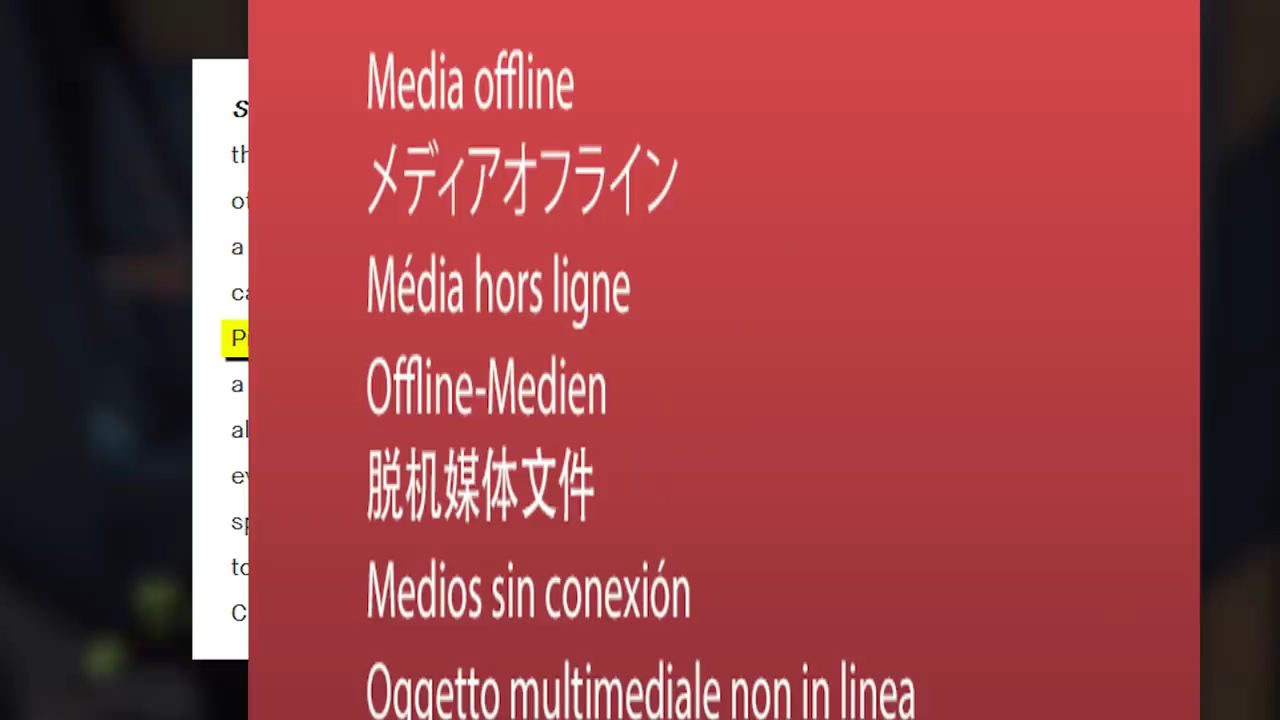 Media offline
メディアオフライン
Média hors ligne
Offline-Medien
脱机媒体文件
Medios sin conexión
Oggetto multimediale non in linea